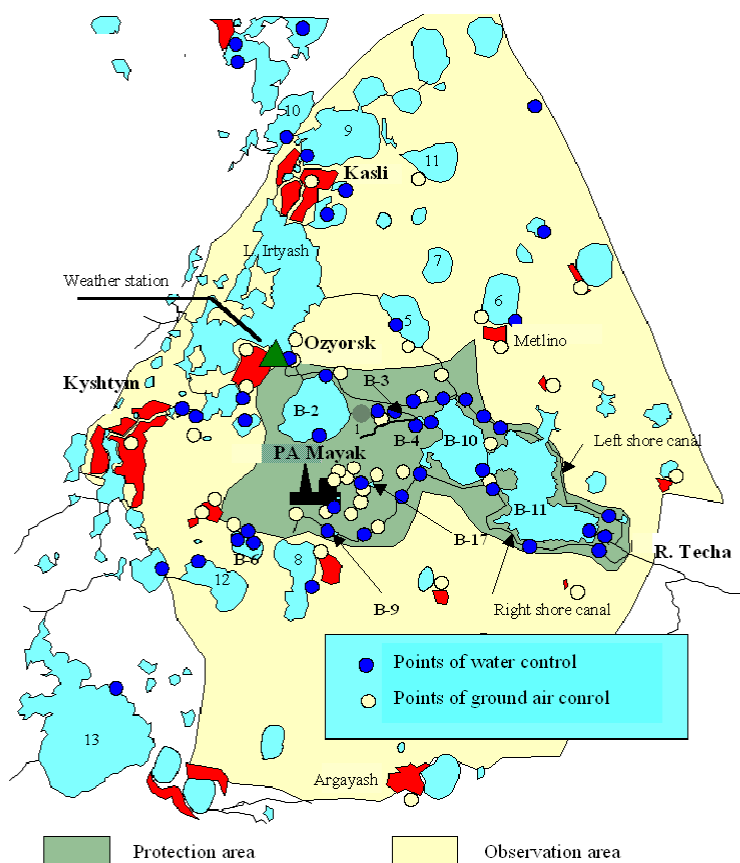 10
9
11
Kasli
L. Irtyash
7
Weather station
6
5
Ozyorsk
Metlino
Kyshtym
B-3
B-2
1
B-4
B-10
Left shore canal
PA Mayak
B-11
B-17
R. Techa
B-6
8
12
B-9
Right shore canal
Points of water control
Points of ground air conrol
13
Argayash
Protection area
Observation area